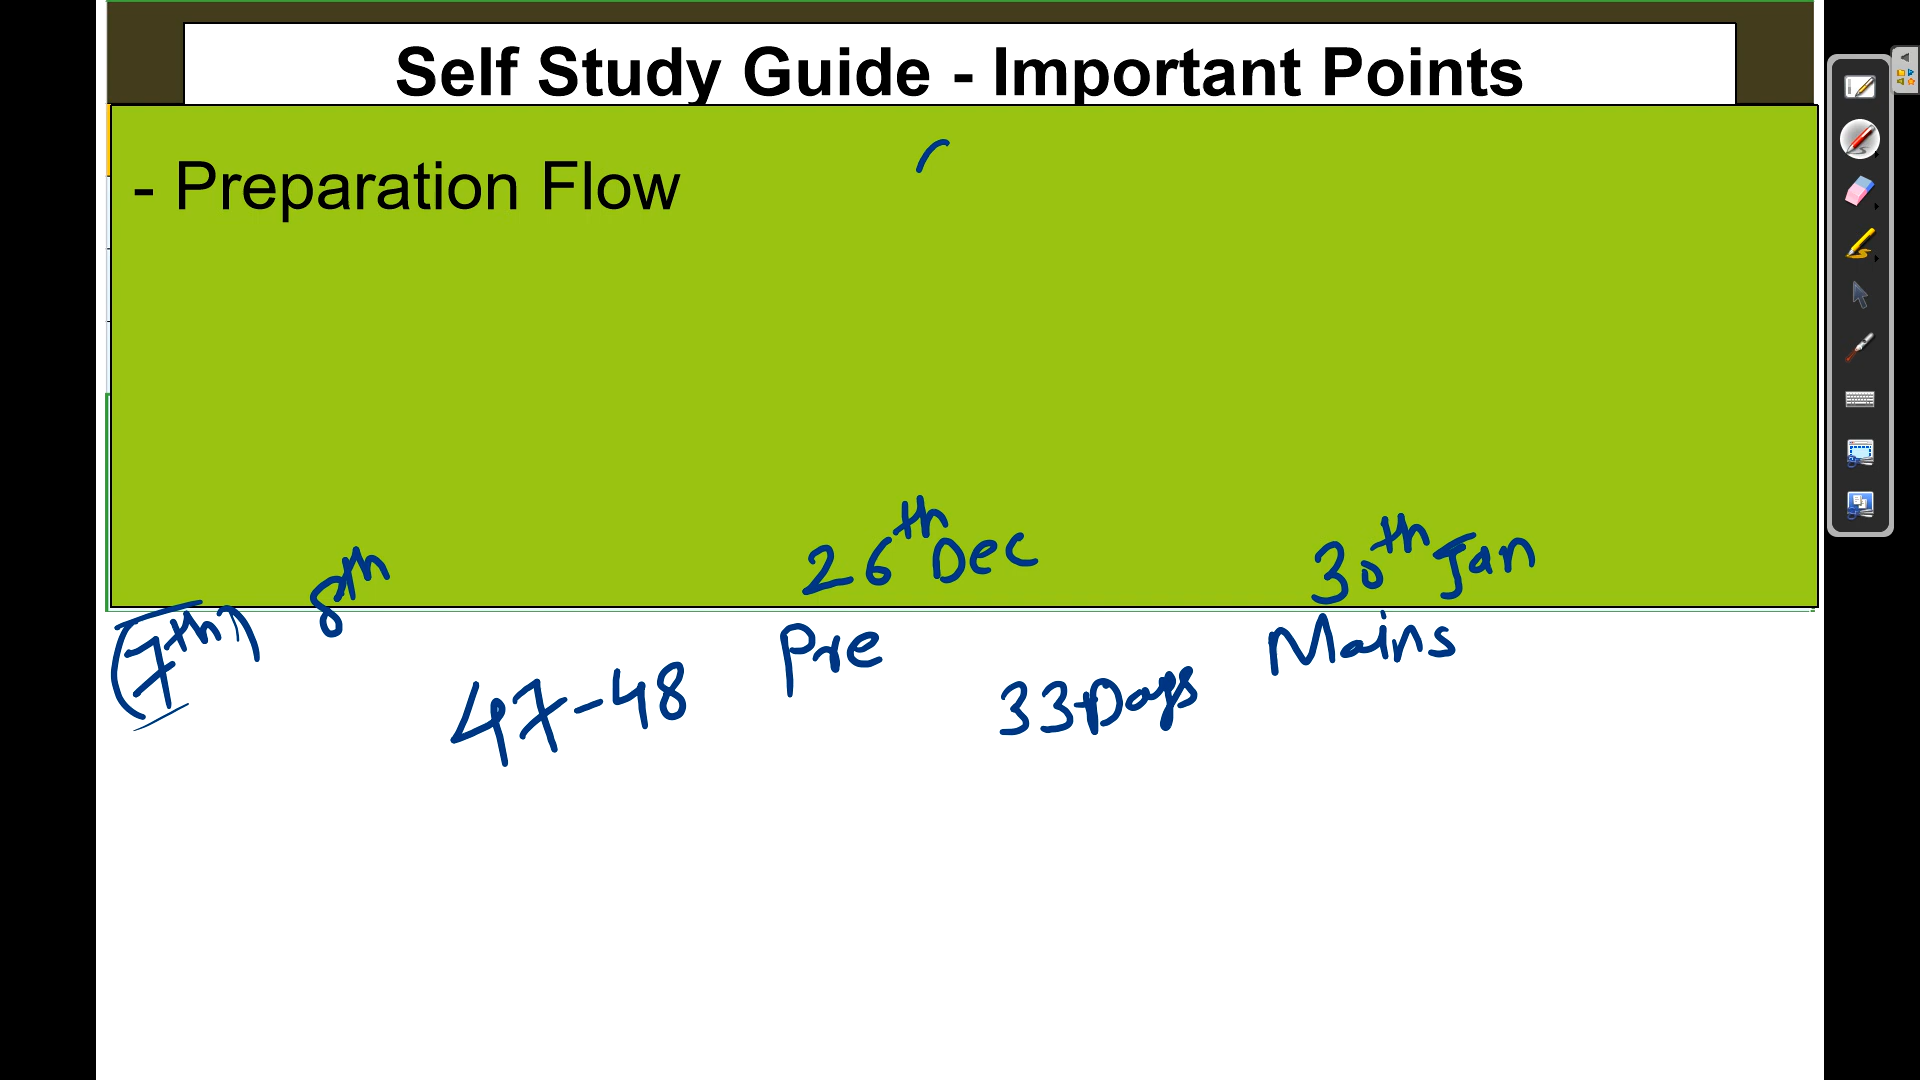 Self Study Guide - Important Points
- Preparation Flow
26th Dec
30th Jan
8th
(7th)
Pre
Mains
47-48
33 Days